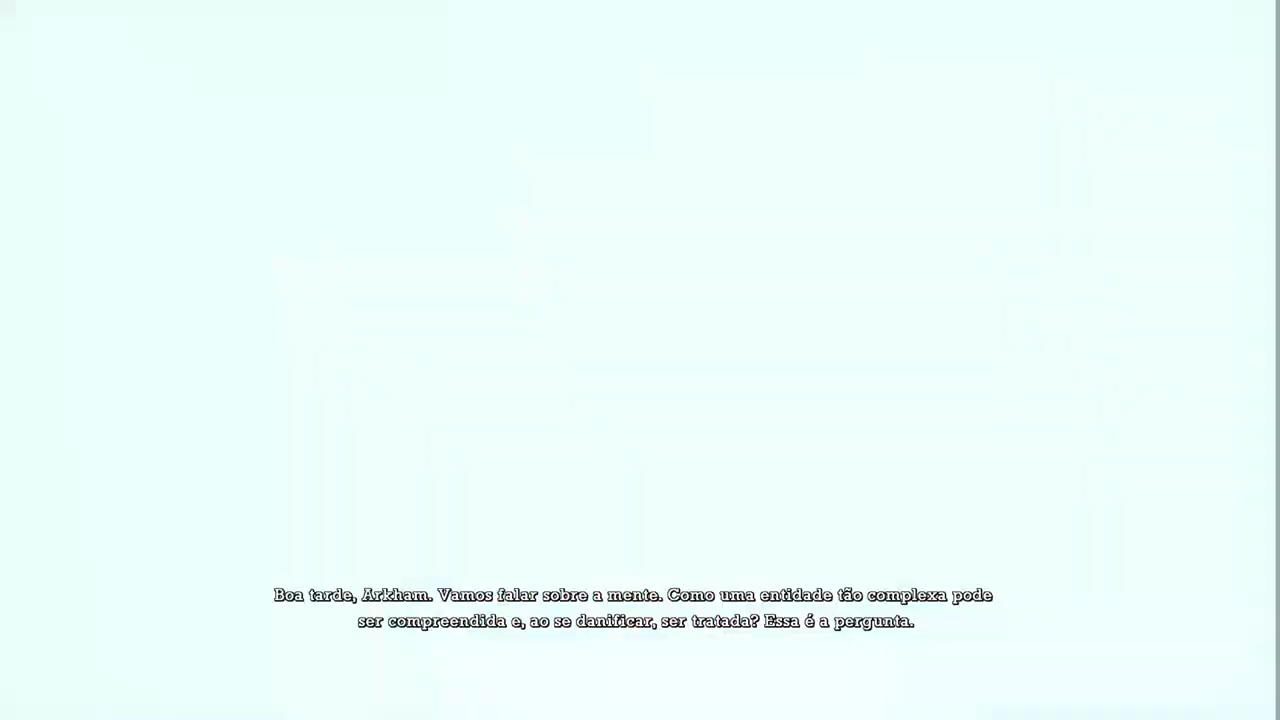 Boa tarde, Arkham. Vamos falar sobre a mente. Como uma entidade tão complexa pode
ser compreendida e, ao se danificar, ser tratada? Essa é a pergunta.